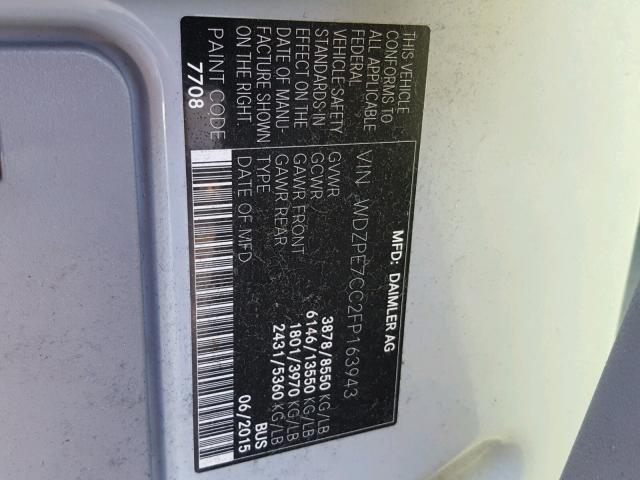 MFD: DAIMLER AG
THIS VEHICLE
CONFORMS TO
ALL APPLICABLE
FEDERAL
VEHICLE SAFETY
STANDARDS IN
EFFECT ON THE
DATE OF MANU-
FACTURE SHOWN
ON THE RIGHT.
PAINT CODE
7708
VIN WDZPE7CC2FP163943
GVWR 3878/8550 KG/LB
GCWR 6146/13550 KG/LB
GAWR FRONT 1801/3970 KG/LB
GAWR REAR 2431/5360 KG/LB
TYPE BUS
DATE OF MFD 06/2015